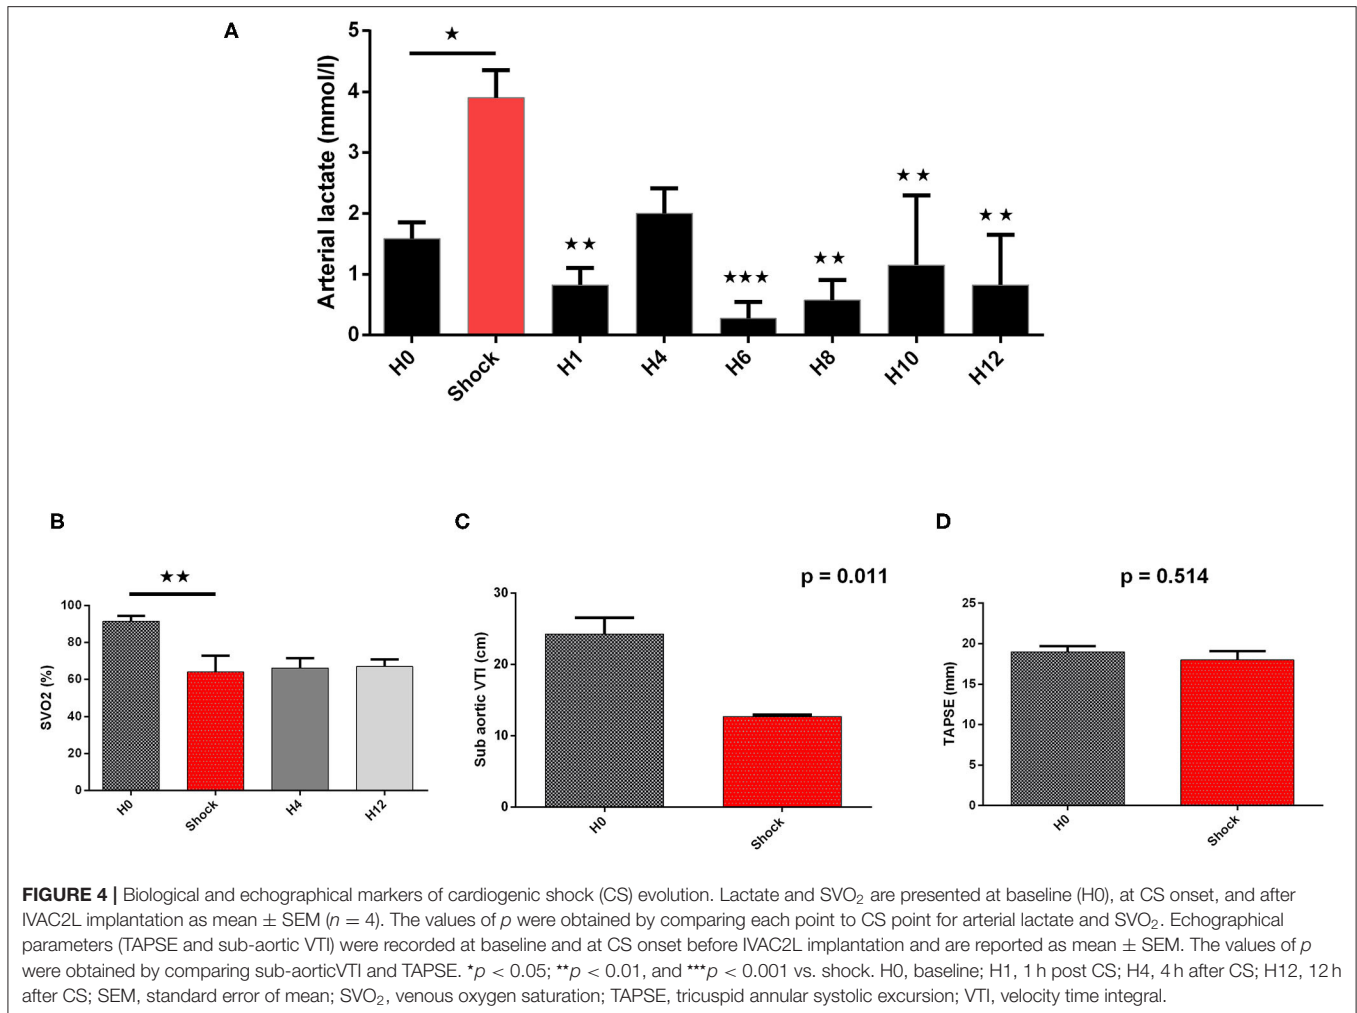 A
★
Arterial lactate (mmol/l)
5
4
3
2
1
0
★★
★★★
★★
★★
★★
H0
Shock
H1
H4
H6
H8
H10
H12
B
★★
SVO2 (%)
100
80
60
40
20
0
H0
Shock
H4
H12
C
p = 0.011
Sub aortic VTI (cm)
30
20
10
0
H0
Shock
D
p = 0.514
TAPSE (mm)
25
20
15
10
5
0
H0
Shock
FIGURE 4 | Biological and echographical markers of cardiogenic shock (CS) evolution. Lactate and SVO₂ are presented at baseline (H0), at CS onset, and after
IVAC2L implantation as mean ± SEM (n = 4). The values of p were obtained by comparing each point to CS point for arterial lactate and SVO₂. Echographical
parameters (TAPSE and sub-aortic VTI) were recorded at baseline and at CS onset before IVAC2L implantation and are reported as mean ± SEM. The values of p
were obtained by comparing sub-aorticVTI and TAPSE. *p < 0.05; **p < 0.01, and ***p < 0.001 vs. shock. H0, baseline; H1, 1 h post CS; H4, 4 h after CS; H12, 12 h
after CS; SEM, standard error of mean; SVO₂, venous oxygen saturation; TAPSE, tricuspid annular systolic excursion; VTI, velocity time integral.